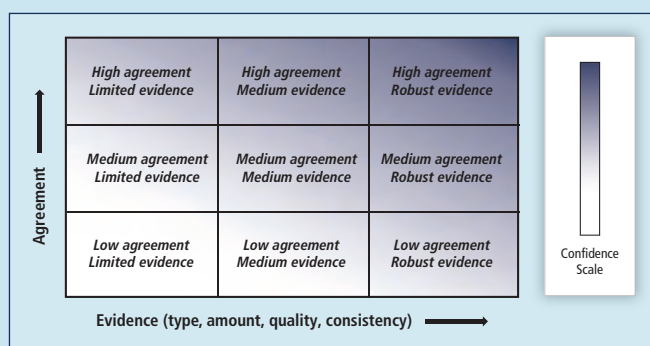 High agreement
Limited evidence
High agreement
Medium evidence
High agreement
Robust evidence
Medium agreement
Limited evidence
Medium agreement
Medium evidence
Medium agreement
Robust evidence
Low agreement
Limited evidence
Low agreement
Medium evidence
Low agreement
Robust evidence
Agreement
Evidence (type, amount, quality, consistency)
Confidence
Scale